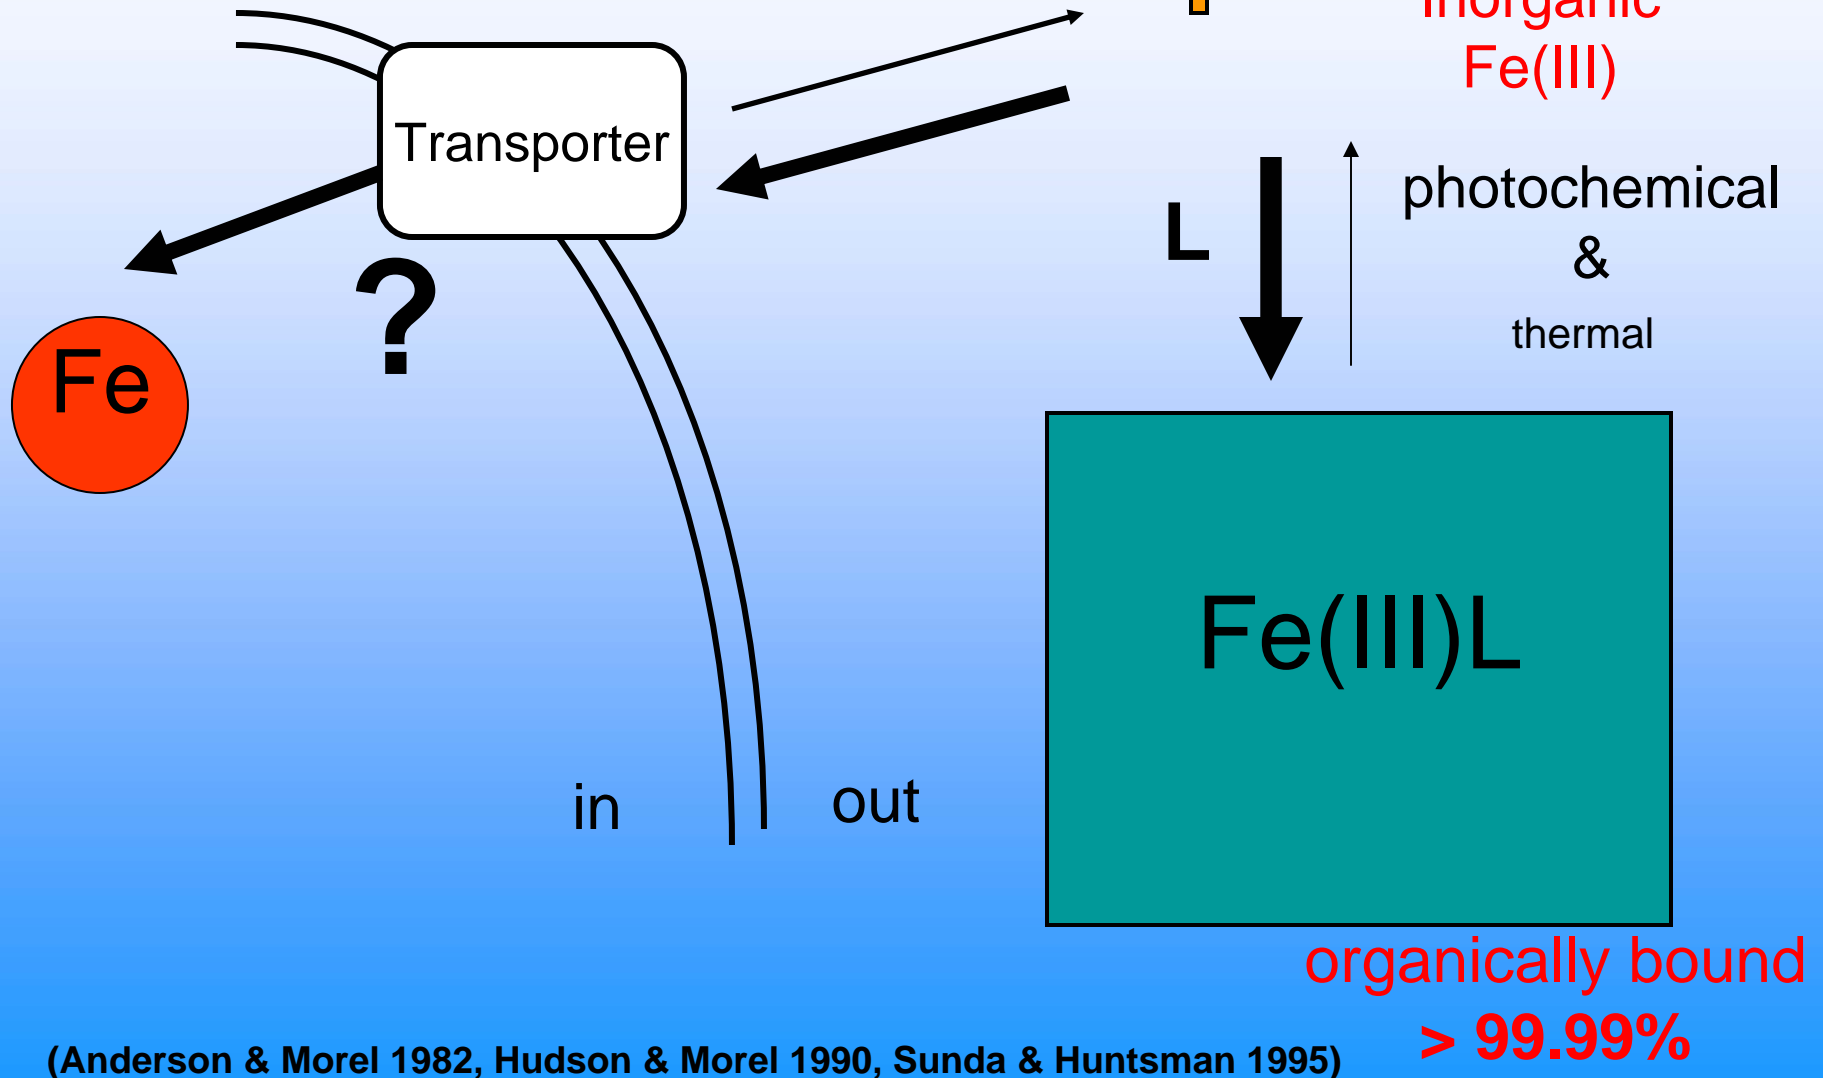 inorganic
Fe(III)
Transporter
photochemical
&
thermal
L
?
Fe
Fe(III)L
in
out
organically bound
> 99.99%
(Anderson & Morel 1982, Hudson & Morel 1990, Sunda & Huntsman 1995)